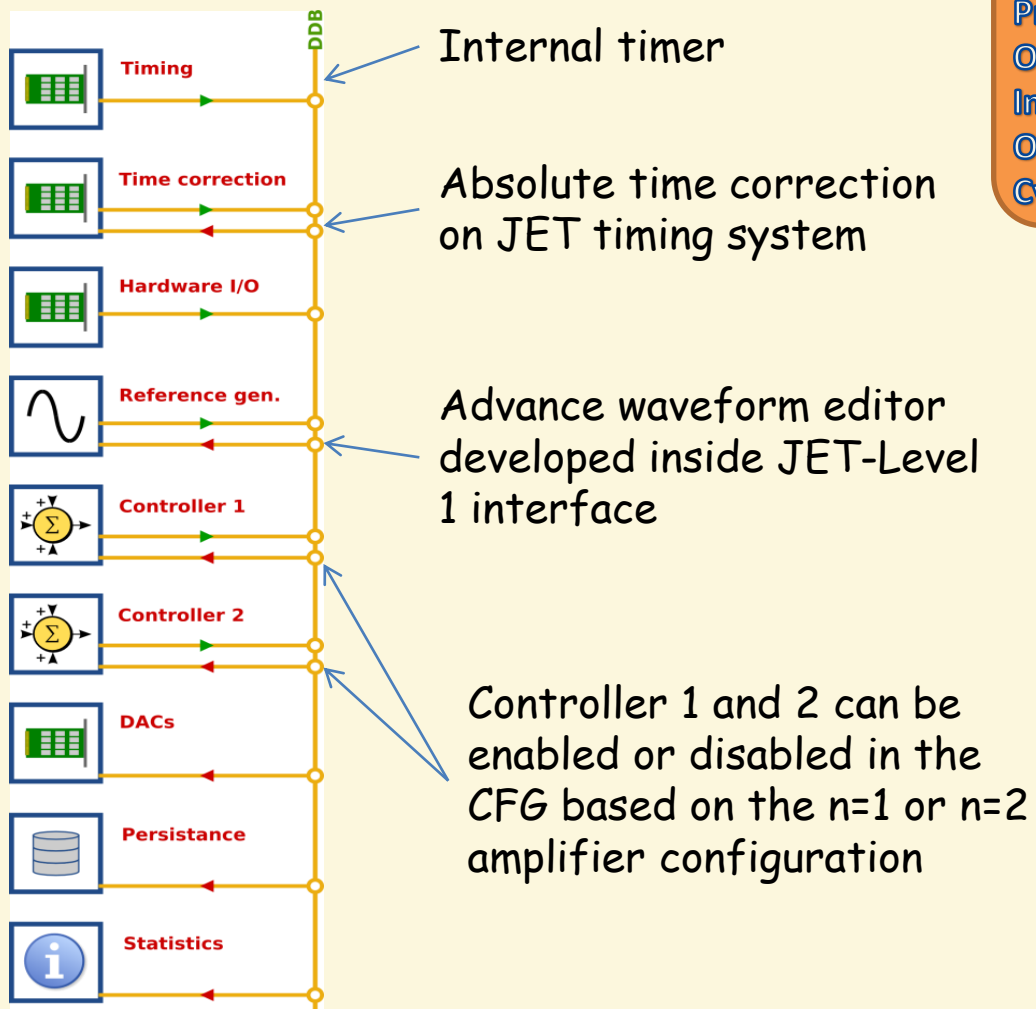 DDB
Internal timer
Timing
Absolute time correction
on JET timing system
Time correction
Hardware I/O
Advance waveform editor
developed inside JET-Level
1 interface
Reference gen.
Controller 1
Controller 2
Controller 1 and 2 can be
enabled or disabled in the
CFG based on the n=1 or n=2
amplifier configuration
DACs
Persistance
Statistics
Σ
Σ
i